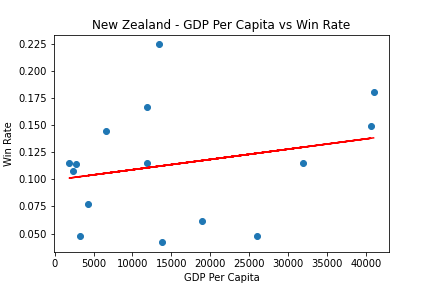 New Zealand - GDP Per Capita vs Win Rate
Win Rate
0.225
0.200
0.175
0.150
0.125
0.100
0.075
0.050
0 5000 10000 15000 20000 25000 30000 35000 40000
GDP Per Capita